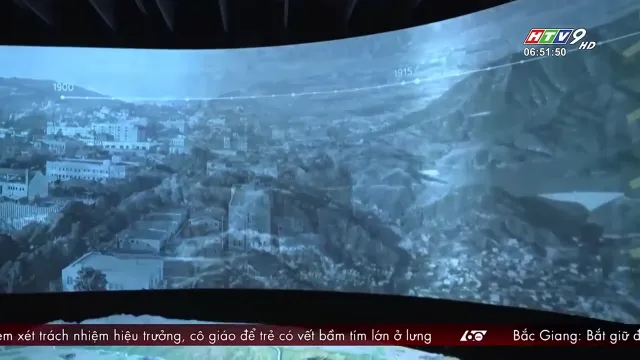 HTV9 HD
06:51:50
1900
1915
em xét trách nhiệm hiệu trưởng, cô giáo để trẻ có vết bầm tím lớn ở lưng
Bắc Giang: Bắt giữ đ